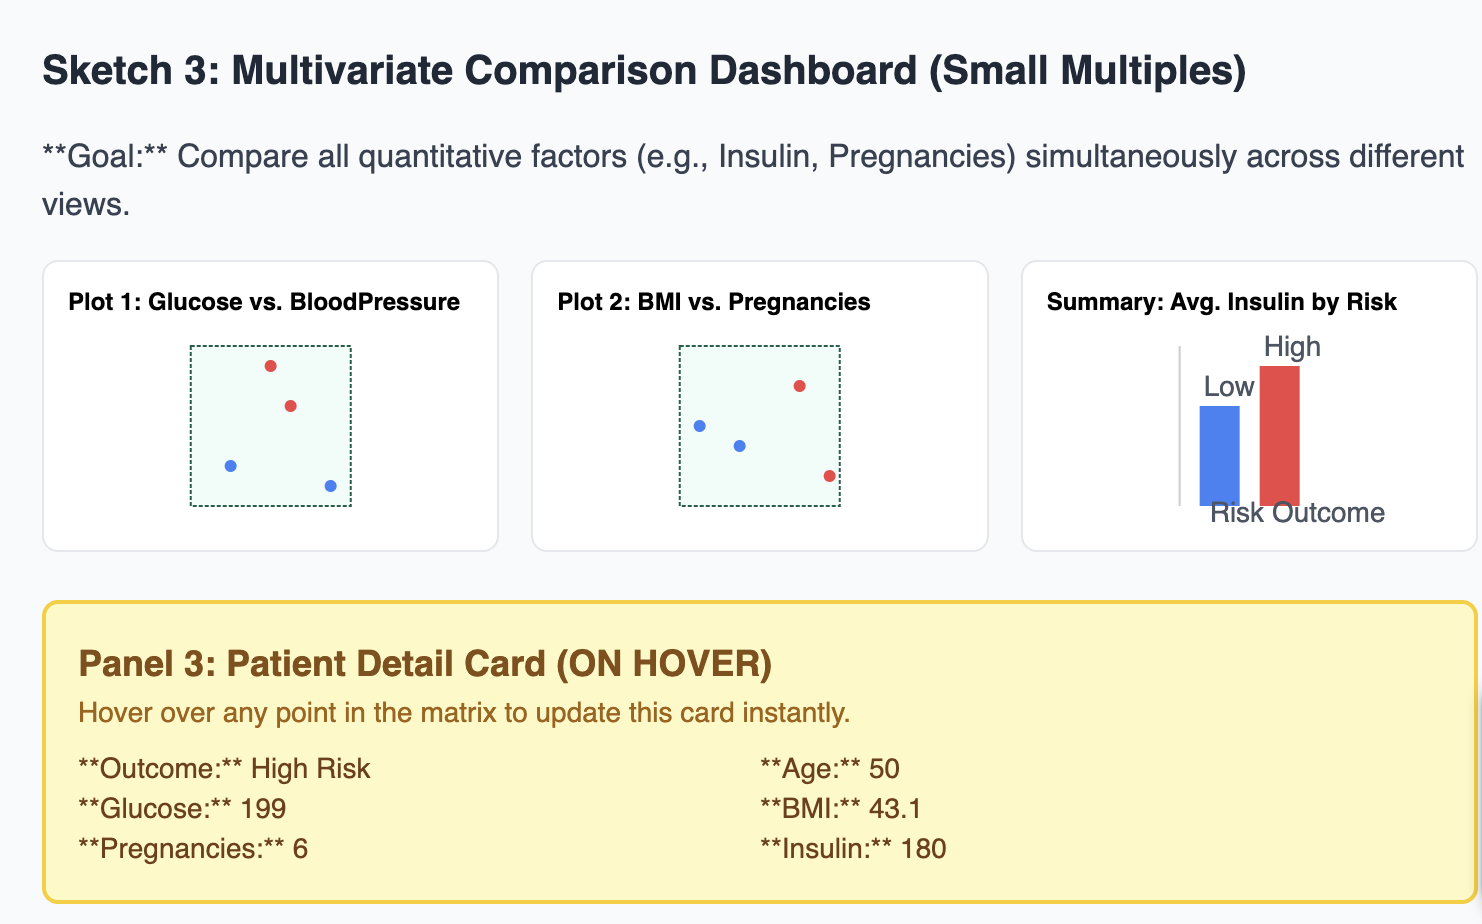 Sketch 3: Multivariate Comparison Dashboard (Small Multiples)
**Goal:** Compare all quantitative factors (e.g., Insulin, Pregnancies) simultaneously across different
views.
Plot 1: Glucose vs. BloodPressure
Plot 2: BMI vs. Pregnancies
Summary: Avg. Insulin by Risk
High
Low
Risk Outcome
Panel 3: Patient Detail Card (ON HOVER)
Hover over any point in the matrix to update this card instantly.
**Outcome:** High Risk
**Age:** 50
**Glucose:** 199
**BMI:** 43.1
**Pregnancies:** 6
**Insulin:** 180